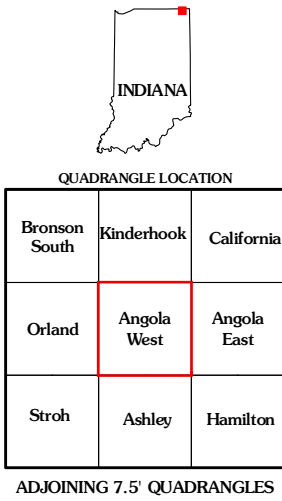 INDIANA
QUADRANGLE LOCATION
Bronson
South
Kinderhook
California
Orland
Angola
West
Angola
East
Stroh
Ashley
Hamilton
ADJOINING 7.5' QUADRANGLES